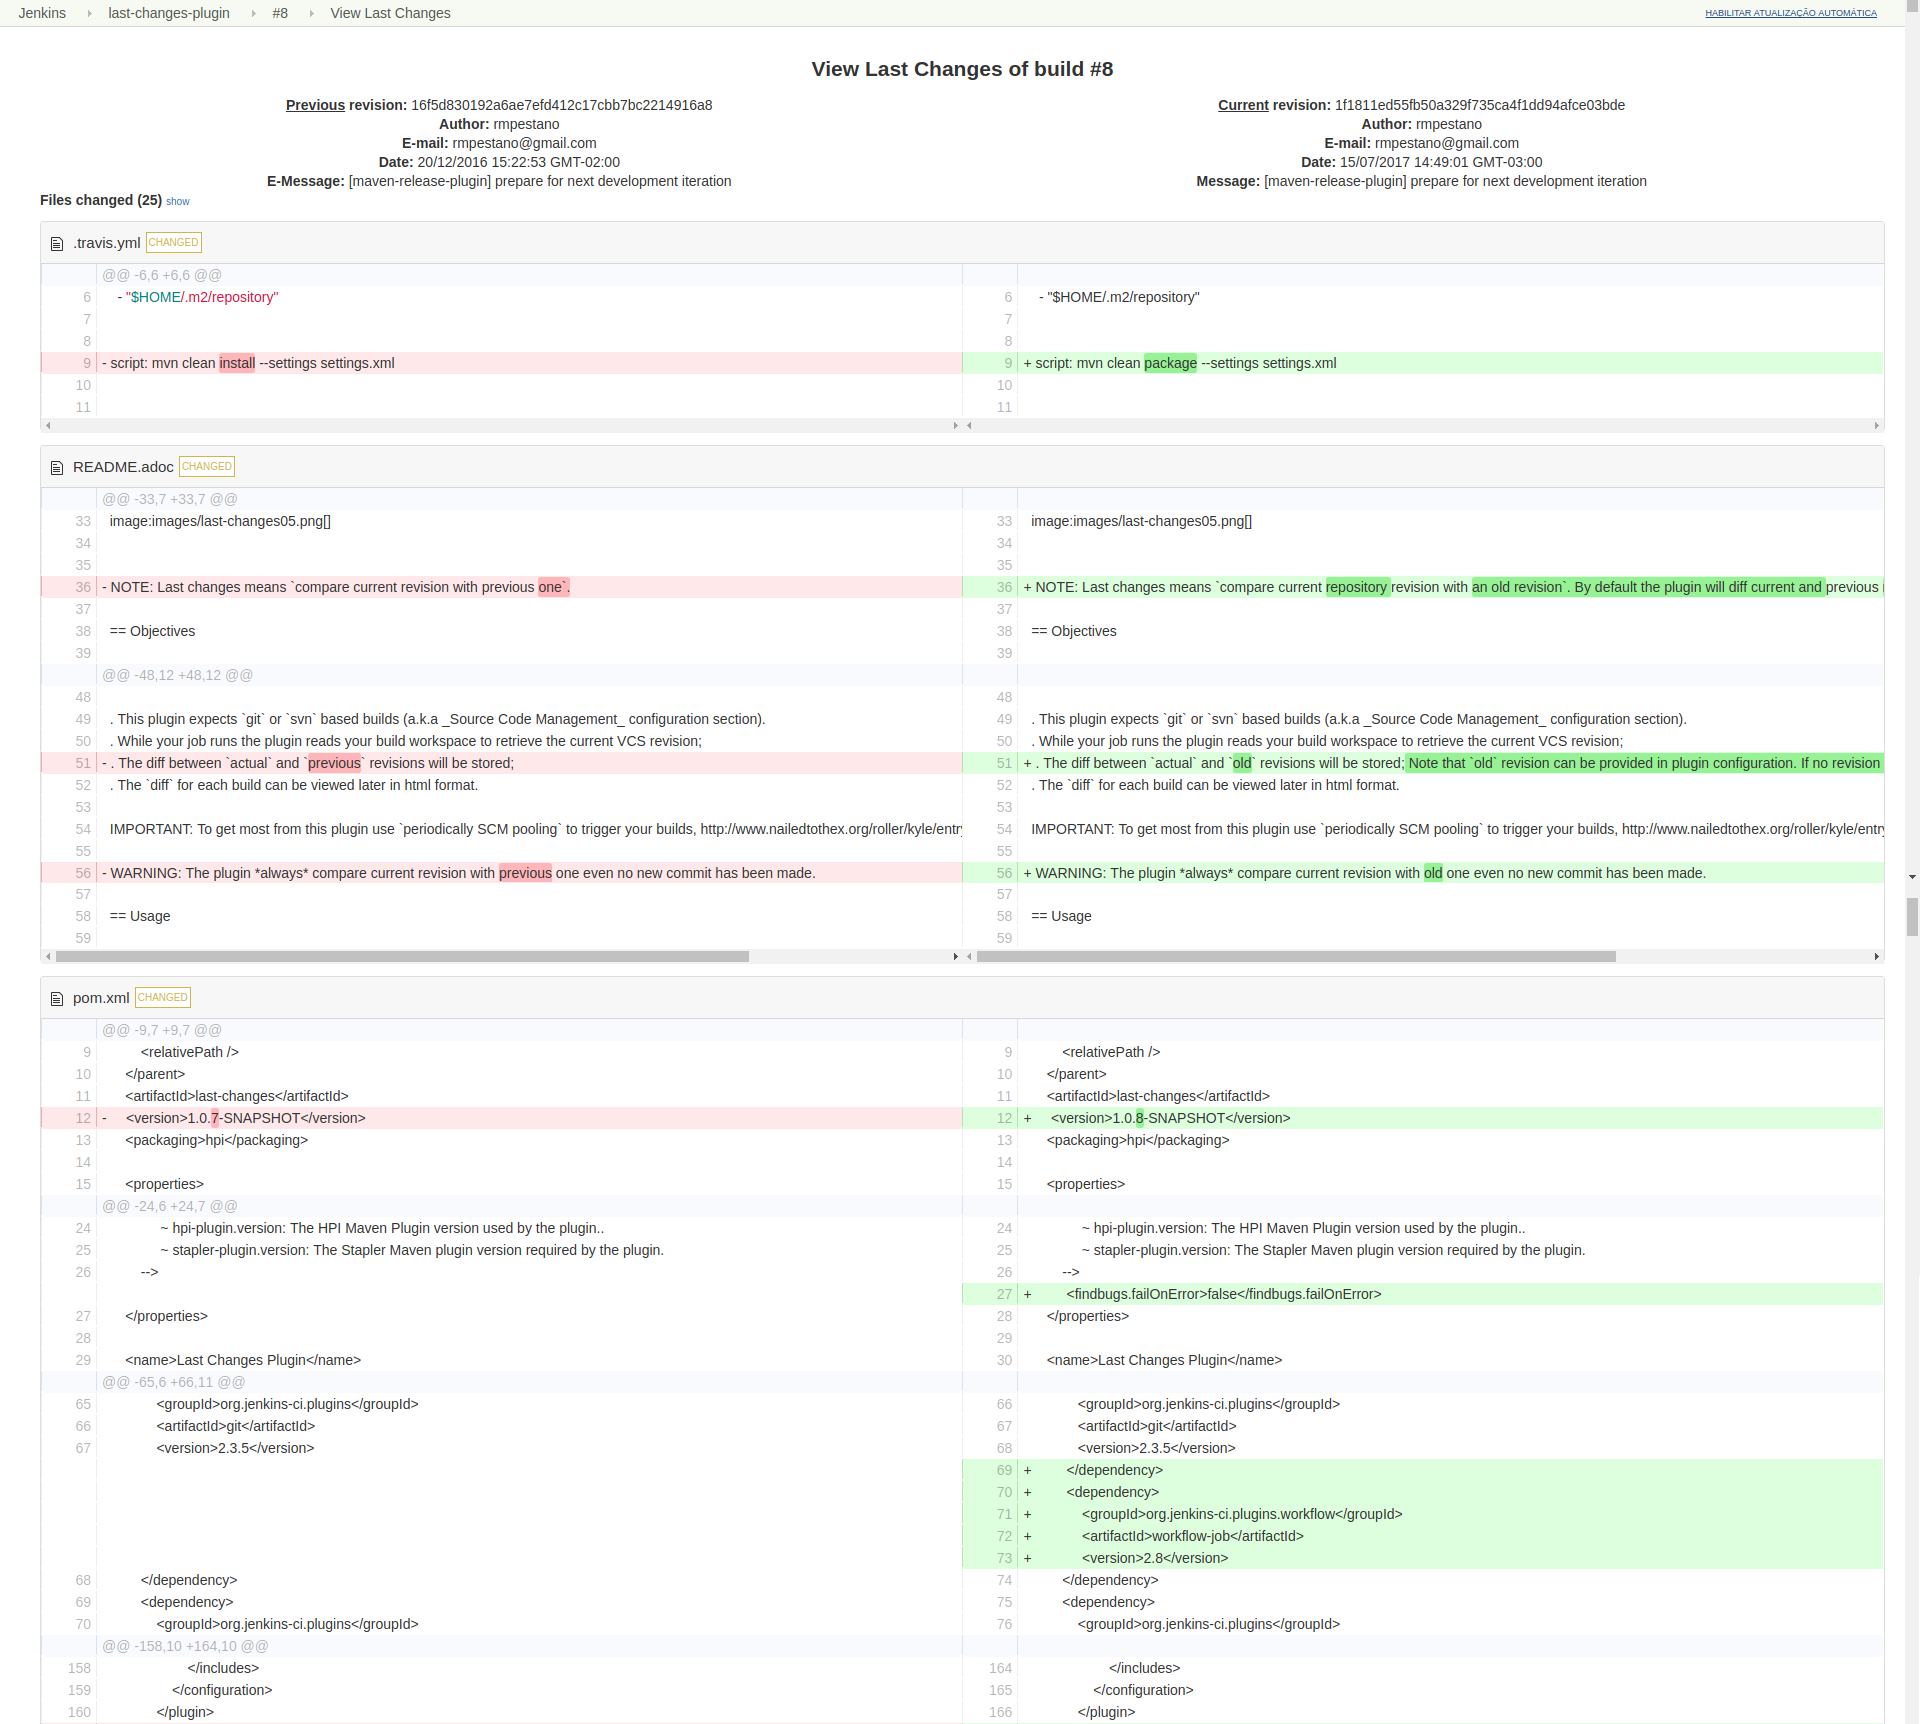 Jenkins last-changes-plugin #8 View Last Changes HABILITAR ATUALIZAÇÃO AUTOMÁTICA
View Last Changes of build #8
Previous revision: 16f5d830192a6ae7efd412c17cbb7bc2214916a8
Author: rmpestano
E-mail: rmpestano@gmail.com
Date: 20/12/2016 15:22:53 GMT-02:00
E-Message: [maven-release-plugin] prepare for next development iteration
Current revision: 1f1811ed55fb50a329f735ca4f1dd94afce03bde
Author: rmpestano
E-mail: rmpestano@gmail.com
Date: 15/07/2017 14:49:01 GMT-03:00
Message: [maven-release-plugin] prepare for next development iteration
Files changed (25) show
.travis.yml CHANGED
@@ -6,6 +6,6 @@
6 - "$HOME/.m2/repository" 6 - "$HOME/.m2/repository"
7 7
8 8
9 - script: mvn clean install --settings settings.xml 9 + script: mvn clean package --settings settings.xml
10 10
11 11
README.adoc CHANGED
@@ -33,7 +33,7 @@
33 image:images/last-changes05.png[] 33 image:images/last-changes05.png[]
34 34
35 35
36 - NOTE: Last changes means `compare current revision with previous one`. 36 + NOTE: Last changes means `compare current repository revision with an old revision`. By default the plugin will diff current and previous
37 37
38 == Objectives 38 == Objectives
39 39
@@ -48,12 +48,12 @@
48 48
49 . This plugin expects `git` or `svn` based builds (a.k.a _Source Code Management_ configuration section). 49 . This plugin expects `git` or `svn` based builds (a.k.a _Source Code Management_ configuration section).
50 . While your job runs the plugin reads your build workspace to retrieve the current VCS revision; 50 . While your job runs the plugin reads your build workspace to retrieve the current VCS revision;
51 - . The diff between `actual` and `previous` revisions will be stored; 51 + . The diff between `actual` and `old` revisions will be stored; Note that `old` revision can be provided in plugin configuration. If no revision
52 . The `diff` for each build can be viewed later in html format. 52 . The `diff` for each build can be viewed later in html format.
53 53
54 IMPORTANT: To get most from this plugin use `periodically SCM pooling` to trigger your builds, http://www.nailedtothex.org/roller/kyle/entry 54 IMPORTANT: To get most from this plugin use `periodically SCM pooling` to trigger your builds, http://www.nailedtothex.org/roller/kyle/entry
55 55
56 - WARNING: The plugin *always* compare current revision with previous one even no new commit has been made. 56 + WARNING: The plugin *always* compare current revision with old one even no new commit has been made.
57 57
58 == Usage 58 == Usage
59 59
pom.xml CHANGED
@@ -9,7 +9,7 @@
9 <relativePath /> 9 <relativePath />
10 </parent> 10 </parent>
11 <artifactId>last-changes</artifactId> 11 <artifactId>last-changes</artifactId>
12 - <version>1.0.7-SNAPSHOT</version> 12 + <version>1.0.8-SNAPSHOT</version>
13 <packaging>hpi</packaging> 13 <packaging>hpi</packaging>
14 14
15 <properties> 15 <properties>
@@ -24,6 +24,7 @@
24 ~ hpi-plugin.version: The HPI Maven Plugin version used by the plugin.. 24 ~ hpi-plugin.version: The HPI Maven Plugin version used by the plugin..
25 ~ stapler-plugin.version: The Stapler Maven plugin version required by the plugin. 25 ~ stapler-plugin.version: The Stapler Maven plugin version required by the plugin.
26 --> 26 -->
27 + <findbugs.failOnError>false</findbugs.failOnError>
27 </properties> 28 </properties>
28 29
29 <name>Last Changes Plugin</name> 30 <name>Last Changes Plugin</name>
@@ -65,6 +66,11 @@
65 <groupId>org.jenkins-ci.plugins</groupId> 66 <groupId>org.jenkins-ci.plugins</groupId>
66 <artifactId>git</artifactId> 67 <artifactId>git</artifactId>
67 <version>2.3.5</version> 68 <version>2.3.5</version>
69 + </dependency>
70 + <dependency>
71 + <groupId>org.jenkins-ci.plugins.workflow</groupId>
72 + <artifactId>workflow-job</artifactId>
73 + <version>2.8</version>
68 </dependency> 74 </dependency>
69 <dependency> 75 <dependency>
70 <groupId>org.jenkins-ci.plugins</groupId> 76 <groupId>org.jenkins-ci.plugins</groupId>
@@ -158,10 +164,10 @@
158 </includes> 164 </includes>
159 </configuration> 165 </configuration>
160 </plugin> 166 </plugin>